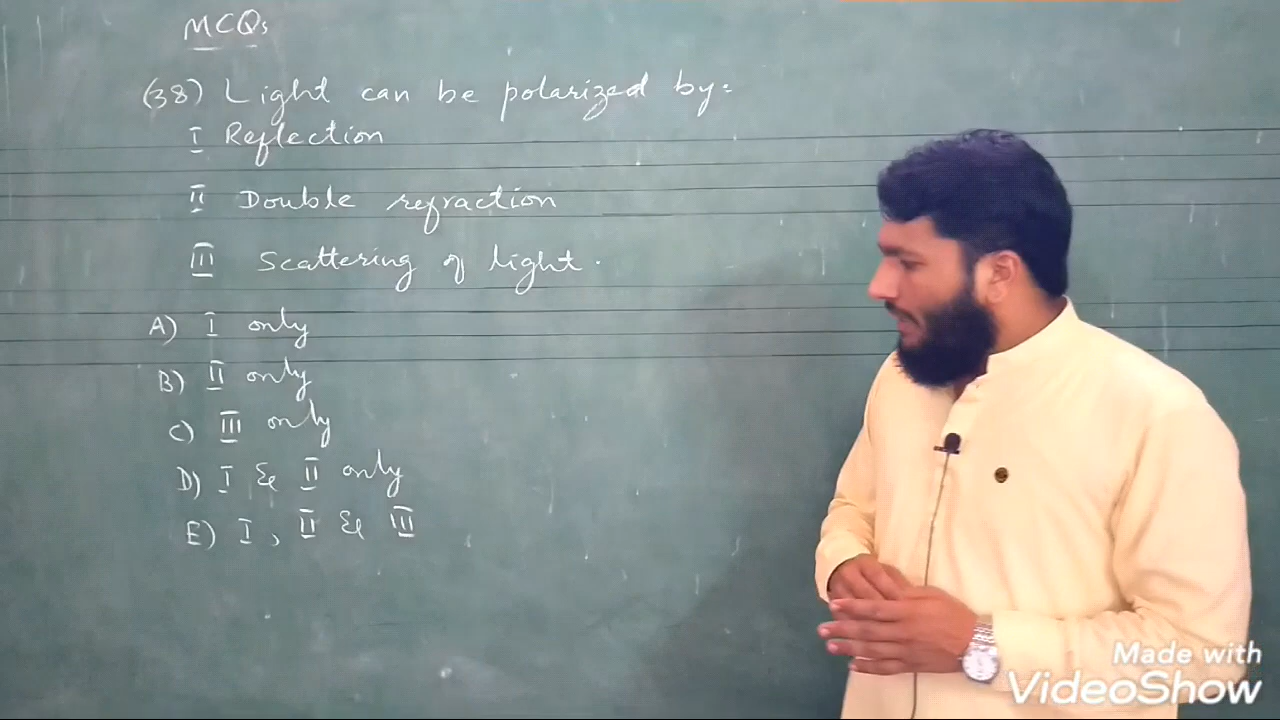 MCQs
(38) Light can be polarized by:
I Reflection
II Double refraction
III Scattering of light.
A) I only
B) II only
C) III only
D) I & II only
E) I, II & III
Made with
VideoShow